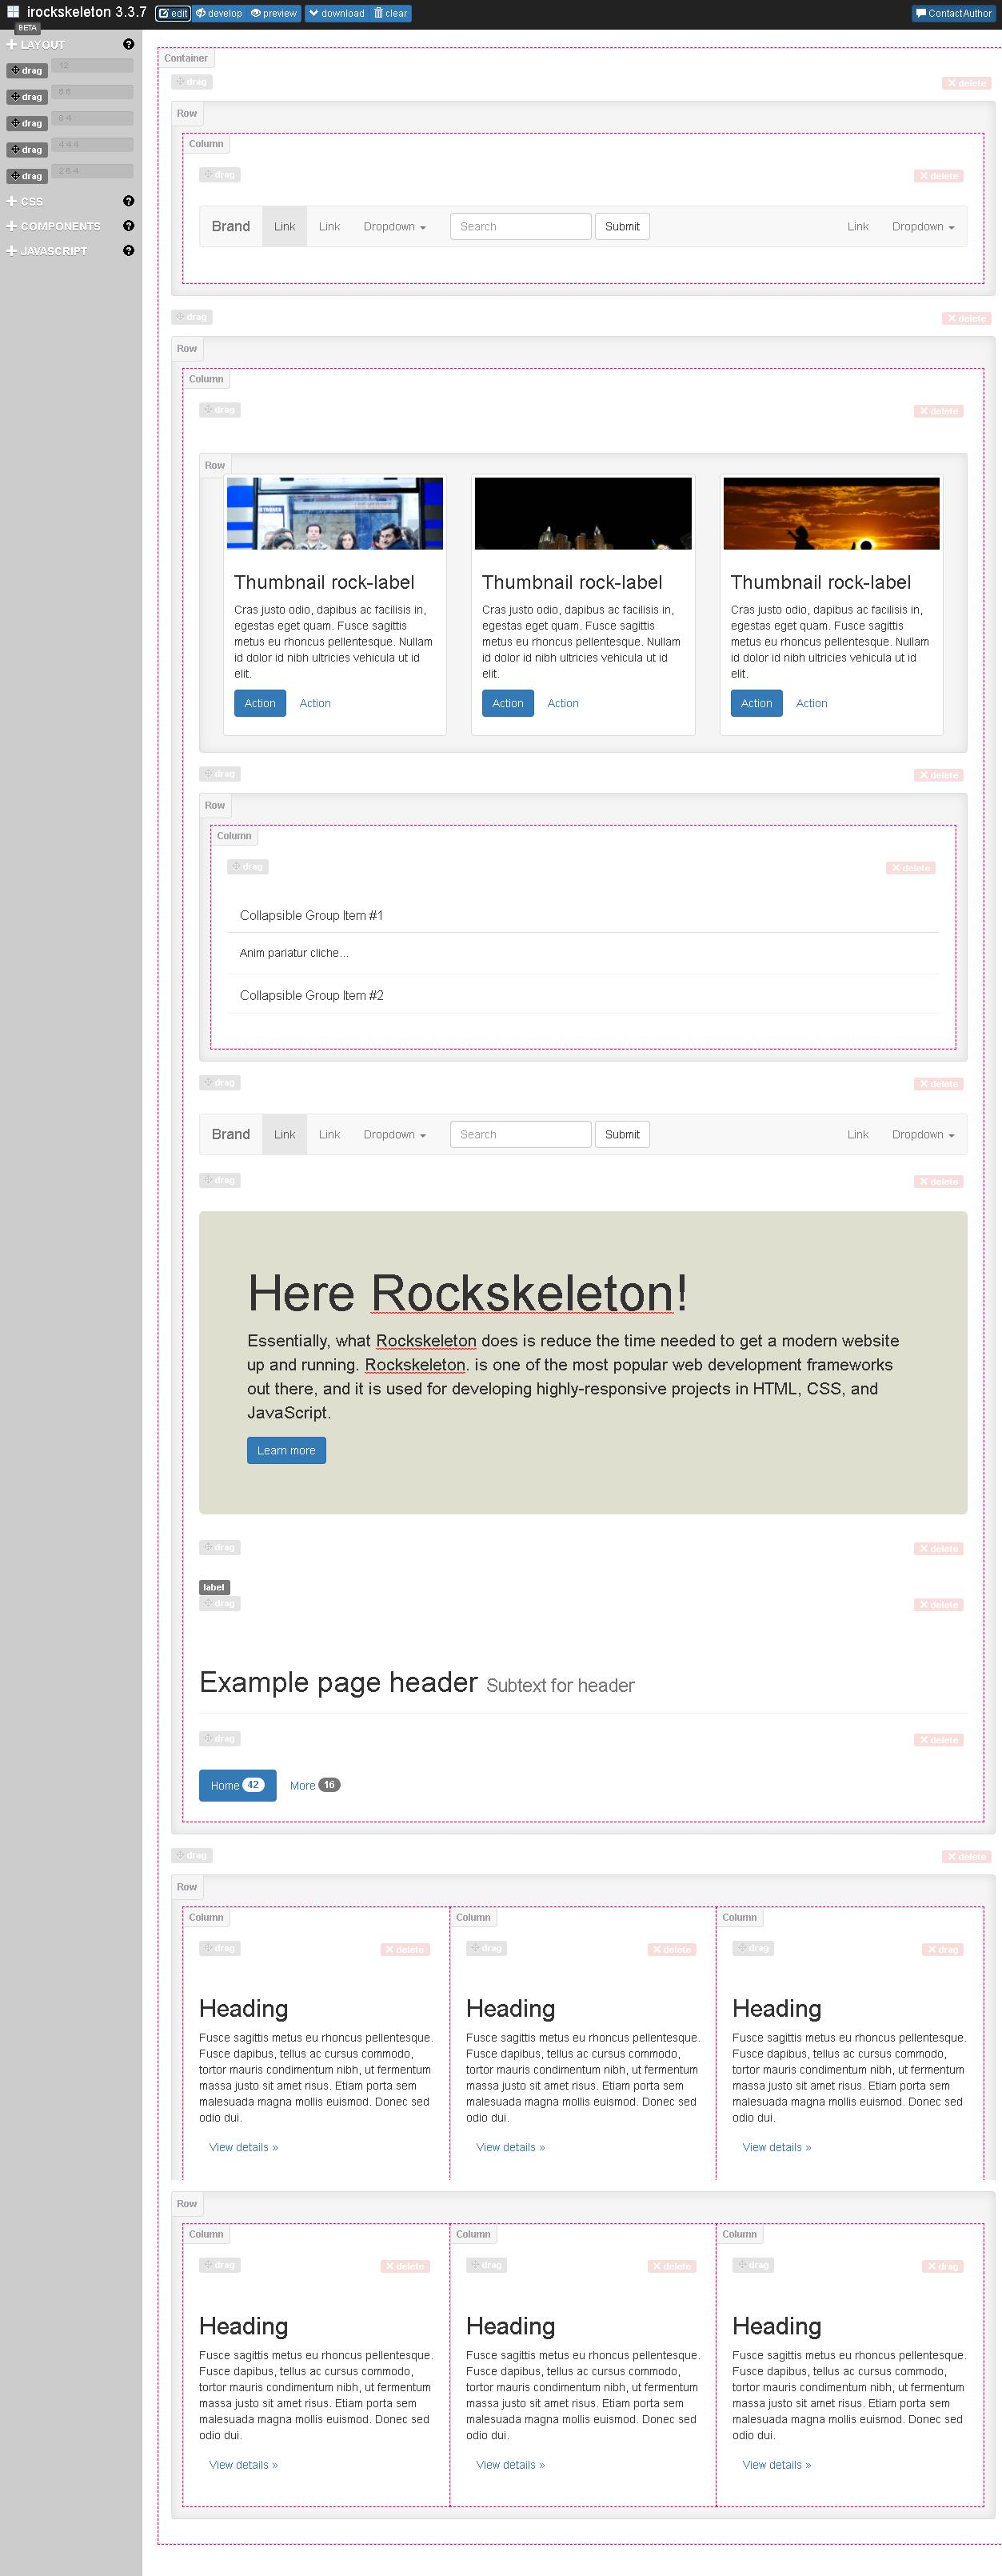 irockskeleton 3.3.7 edit develop preview download clear ContactAuthor
BETA
LAYOUT
drag 12
drag 6 6
drag 8 4
drag 4 4 4
drag 2 6 4
CSS
COMPONENTS
JAVASCRIPT
Container
drag delete
Row
Column
drag delete
Brand Link Link Dropdown Search Submit Link Dropdown
drag delete
Row
Column
drag delete
Row
Thumbnail rock-label
Cras justo odio, dapibus ac facilisis in,
egestas eget quam. Fusce sagittis
metus eu rhoncus pellentesque. Nullam
id dolor id nibh ultricies vehicula ut id
elit.
Action Action
Thumbnail rock-label
Cras justo odio, dapibus ac facilisis in,
egestas eget quam. Fusce sagittis
metus eu rhoncus pellentesque. Nullam
id dolor id nibh ultricies vehicula ut id
elit.
Action Action
Thumbnail rock-label
Cras justo odio, dapibus ac facilisis in,
egestas eget quam. Fusce sagittis
metus eu rhoncus pellentesque. Nullam
id dolor id nibh ultricies vehicula ut id
elit.
Action Action
drag delete
Row
Column
drag delete
Collapsible Group Item #1
Anim pariatur cliche...
Collapsible Group Item #2
drag delete
Brand Link Link Dropdown Search Submit Link Dropdown
drag delete
Here Rockskeleton!
Essentially, what Rockskeleton does is reduce the time needed to get a modern website
up and running. Rockskeleton. is one of the most popular web development frameworks
out there, and it is used for developing highly-responsive projects in HTML, CSS, and
JavaScript.
Learn more
drag delete
label
drag delete
Example page header Subtext for header
drag delete
Home 42 More 16
drag delete
Row
Column
drag delete
Heading
Fusce sagittis metus eu rhoncus pellentesque.
Fusce dapibus, tellus ac cursus commodo,
tortor mauris condimentum nibh, ut fermentum
massa justo sit amet risus. Etiam porta sem
malesuada magna mollis euismod. Donec sed
odio dui.
View details »
Column
drag delete
Heading
Fusce sagittis metus eu rhoncus pellentesque.
Fusce dapibus, tellus ac cursus commodo,
tortor mauris condimentum nibh, ut fermentum
massa justo sit amet risus. Etiam porta sem
malesuada magna mollis euismod. Donec sed
odio dui.
View details »
Column
drag drag
Heading
Fusce sagittis metus eu rhoncus pellentesque.
Fusce dapibus, tellus ac cursus commodo,
tortor mauris condimentum nibh, ut fermentum
massa justo sit amet risus. Etiam porta sem
malesuada magna mollis euismod. Donec sed
odio dui.
View details »
Row
Column
drag delete
Heading
Fusce sagittis metus eu rhoncus pellentesque.
Fusce dapibus, tellus ac cursus commodo,
tortor mauris condimentum nibh, ut fermentum
massa justo sit amet risus. Etiam porta sem
malesuada magna mollis euismod. Donec sed
odio dui.
View details »
Column
drag delete
Heading
Fusce sagittis metus eu rhoncus pellentesque.
Fusce dapibus, tellus ac cursus commodo,
tortor mauris condimentum nibh, ut fermentum
massa justo sit amet risus. Etiam porta sem
malesuada magna mollis euismod. Donec sed
odio dui.
View details »
Column
drag drag
Heading
Fusce sagittis metus eu rhoncus pellentesque.
Fusce dapibus, tellus ac cursus commodo,
tortor mauris condimentum nibh, ut fermentum
massa justo sit amet risus. Etiam porta sem
malesuada magna mollis euismod. Donec sed
odio dui.
View details »